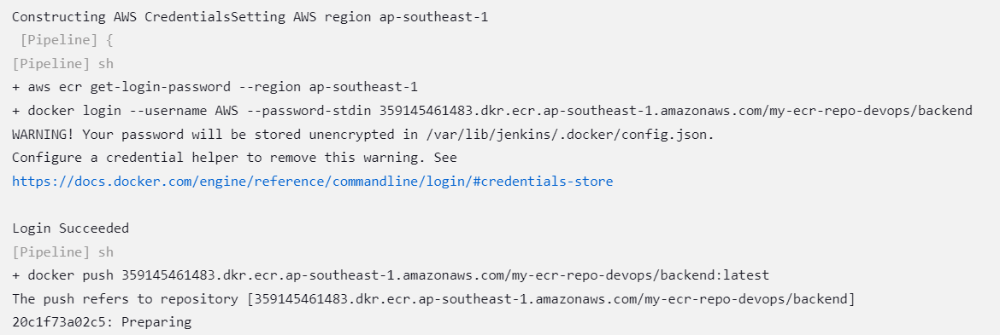 Constructing AWS CredentialsSetting AWS region ap-southeast-1
[Pipeline] {
[Pipeline] sh
+ aws ecr get-login-password --region ap-southeast-1
+ docker login --username AWS --password-stdin 359145461483.dkr.ecr.ap-southeast-1.amazonaws.com/my-ecr-repo-devops/backend
WARNING! Your password will be stored unencrypted in /var/lib/jenkins/.docker/config.json.
Configure a credential helper to remove this warning. See
https://docs.docker.com/engine/reference/commandline/login/#credentials-store
Login Succeeded
[Pipeline] sh
+ docker push 359145461483.dkr.ecr.ap-southeast-1.amazonaws.com/my-ecr-repo-devops/backend:latest
The push refers to repository [359145461483.dkr.ecr.ap-southeast-1.amazonaws.com/my-ecr-repo-devops/backend]
20c1f73a02c5: Preparing